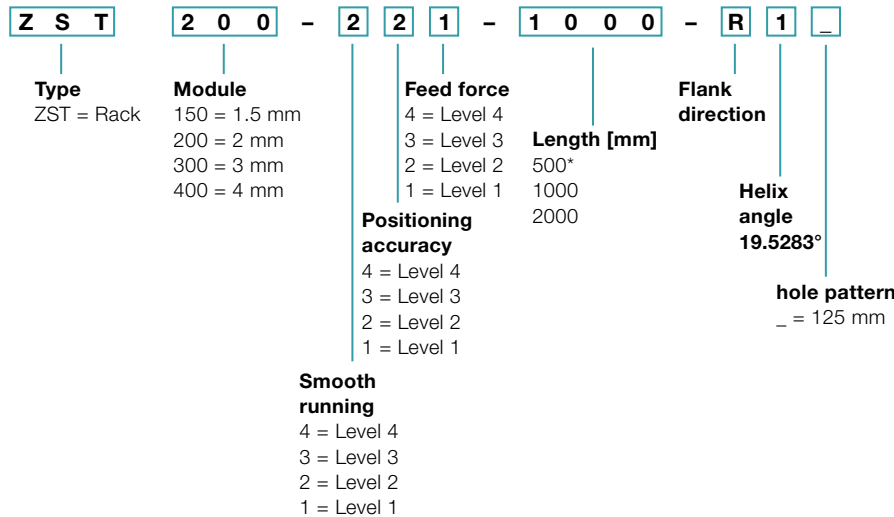 Z S T 2 0 0 – 2 2 1 – 1 0 0 0 – R 1 _
Type
ZST = Rack
Module
150 = 1.5 mm
200 = 2 mm
300 = 3 mm
400 = 4 mm
Feed force
4 = Level 4
3 = Level 3
2 = Level 2
1 = Level 1
Flank
direction
Length [mm]
500*
1000
2000
Helix
angle
19.5283°
Positioning
accuracy
4 = Level 4
3 = Level 3
2 = Level 2
1 = Level 1
hole pattern
_ = 125 mm
Smooth
running
4 = Level 4
3 = Level 3
2 = Level 2
1 = Level 1